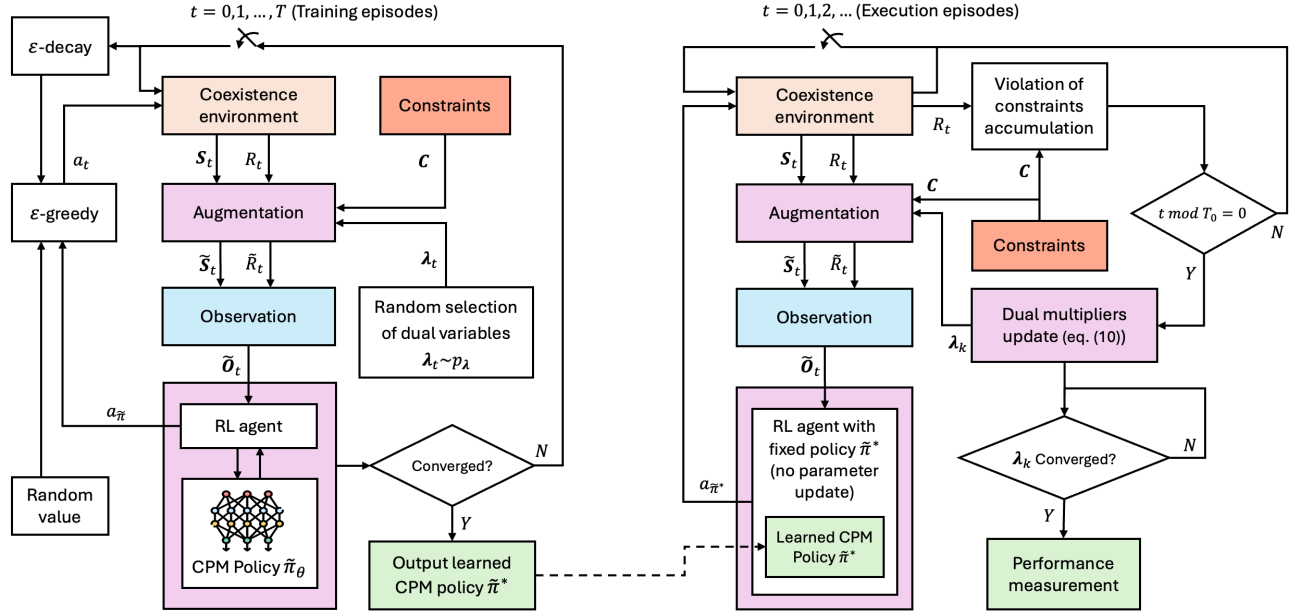 t = 0,1, … , T (Training episodes)
ε-decay
Coexistence
environment
Constraints
a_t
S_t
R_t
C
ε-greedy
Augmentation
S̃_t
R̃_t
λ_t
Observation
Random selection
of dual variables
λ_t~p_λ
Õ_t
a_π̃
RL agent
Converged?
N
Random
value
Y
CPM Policy π̃_θ
Output learned
CPM policy π̃*
t = 0,1,2, … (Execution episodes)
Coexistence
environment
R_t
Violation of
constraints
accumulation
S_t
R_t
C
C
Augmentation
t mod T_0 = 0
N
Constraints
S̃_t
R̃_t
Y
Observation
λ_k
Dual multipliers
update (eq. (10))
Õ_t
RL agent with
fixed policy π̃*
(no parameter
update)
λ_k Converged?
N
a_π̃*
Y
Learned CPM
Policy π̃*
Performance
measurement